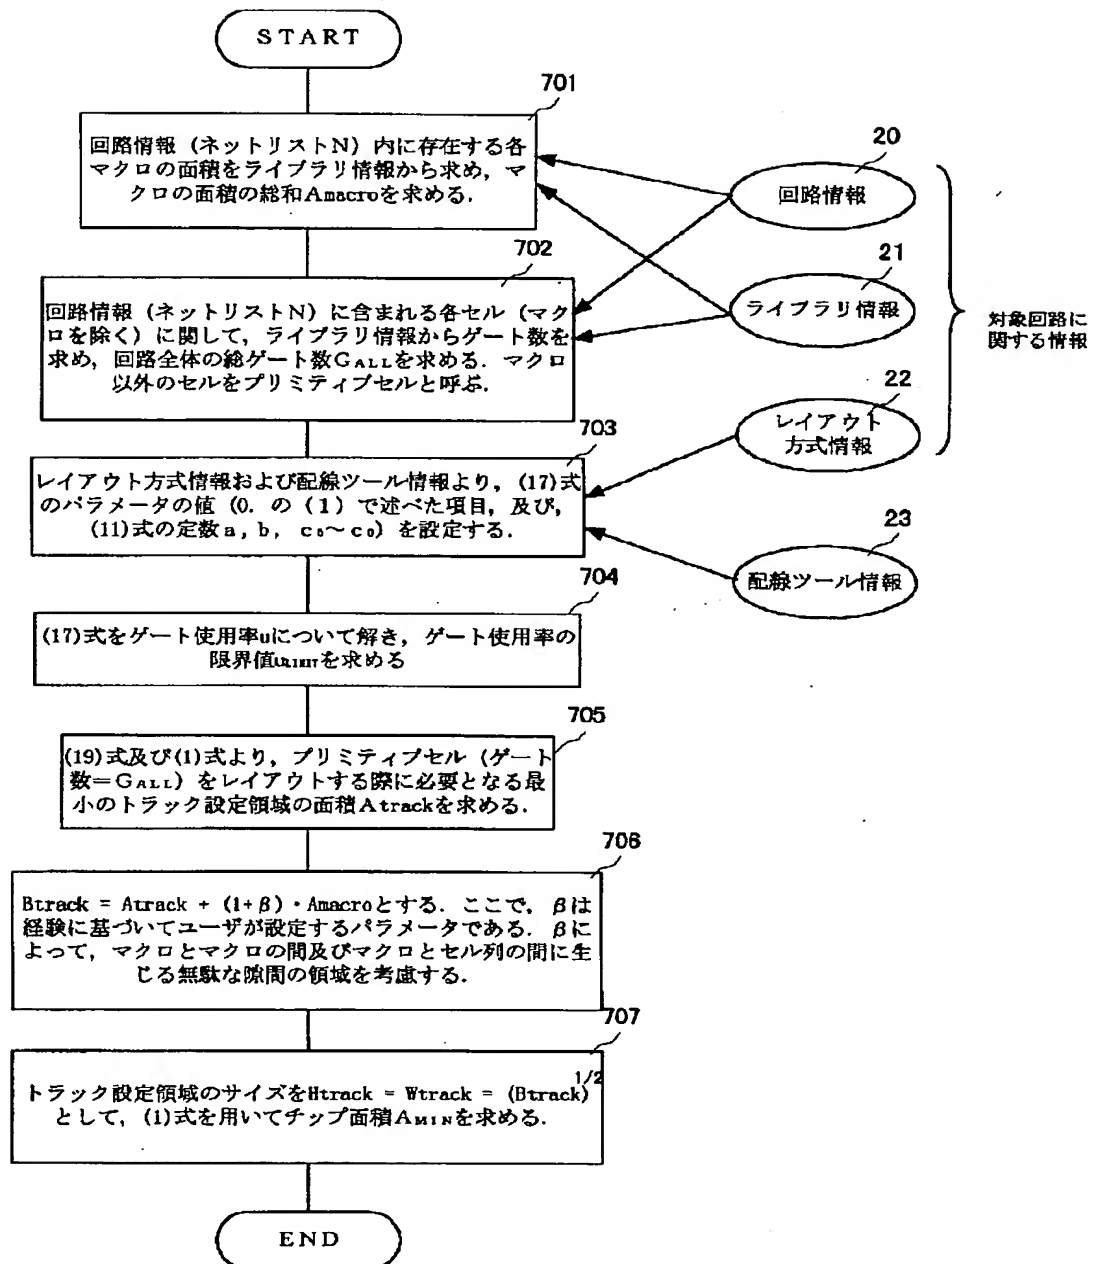 START
701
回路情報（ネットリストN）内に存在する各
マクロの面積をライブラリ情報から求め，マ
クロの面積の総和Amacroを求める．
20
回路情報
702
回路情報（ネットリストN）に含まれる各セル（マク
ロを除く）に関して，ライブラリ情報からゲート数を
求め，回路全体の総ゲート数GALLを求める．マクロ
以外のセルをプリミティブセルと呼ぶ．
21
ライブラリ情報
対象回路に
関する情報
22
レイアウト
方式情報
703
レイアウト方式情報および配線ツール情報より，(17)式
のパラメータの値（0．の（1）で述べた項目，及び，
(11)式の定数a，b，
を設定する．
23
配線ツール情報
704
(17)式をゲート使用率uについて解き，ゲート使用率の
限界値
を求める
705
(19)式及び(1)式より，プリミティブセル（ゲート
数＝GALL）をレイアウトする際に必要となる最
小のトラック設定領域の面積Atrackを求める．
706
Btrack = Atrack + (1+β)・Amacroとする．ここで，βは
経験に基づいてユーザが設定するパラメータである．βに
よって，マクロとマクロの間及びマクロとセル列の間に生
じる無駄な隙間の領域を考慮する．
707
トラック設定領域のサイズをHtrack = Wtrack = (Btrack)1/2
として，(1)式を用いてチップ面積AMINを求める．
END